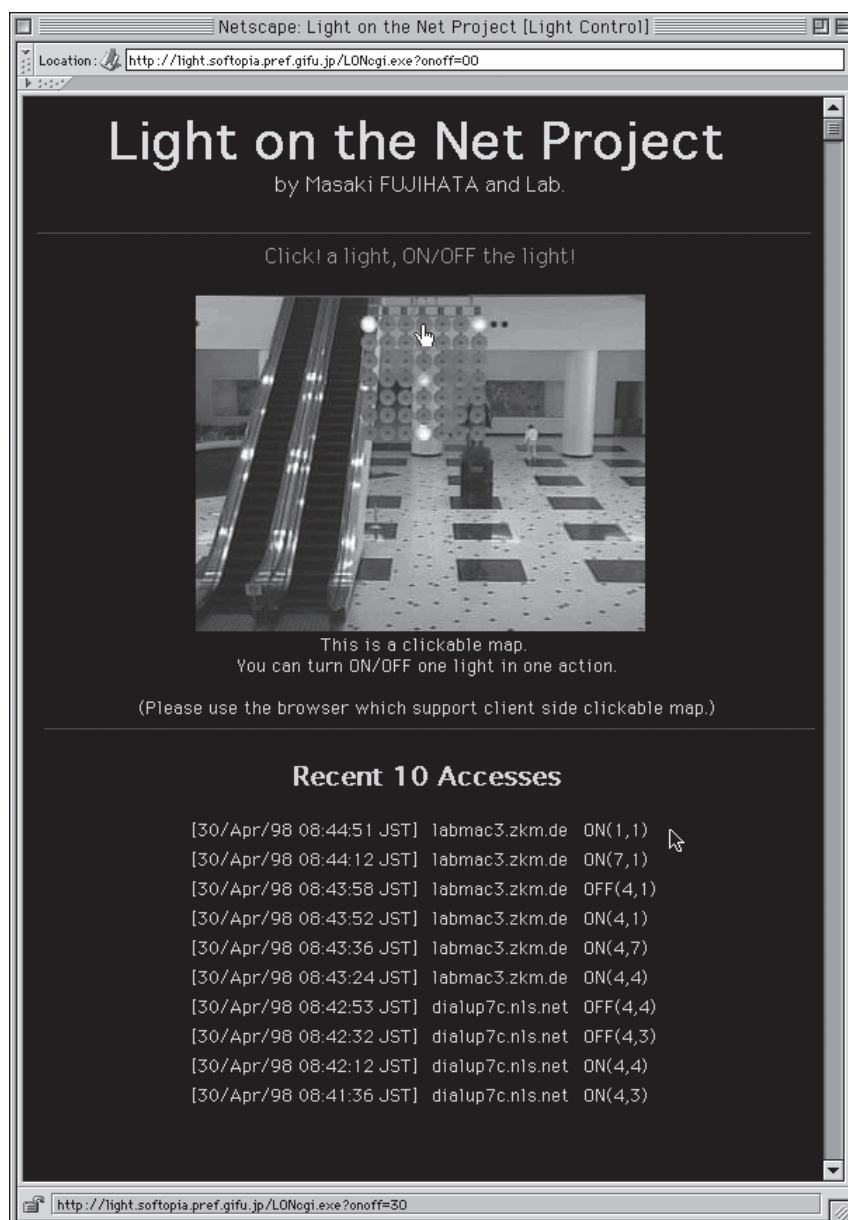 Netscape: Light on the Net Project [Light Control]
Location: http://light.softopia.pref.gifu.jp/LONcgi.exe?onoff=00
Light on the Net Project
by Masaki FUJIHATA and Lab.
Click! a light, ON/OFF the light!
This is a clickable map.
You can turn ON/OFF one light in one action.
(Please use the browser which support client side clickable map.)
Recent 10 Accesses
[30/Apr/98 08:44:51 JST] labmac3.zkm.de ON(1,1)
[30/Apr/98 08:44:12 JST] labmac3.zkm.de ON(7,1)
[30/Apr/98 08:43:58 JST] labmac3.zkm.de OFF(4,1)
[30/Apr/98 08:43:52 JST] labmac3.zkm.de ON(4,1)
[30/Apr/98 08:43:36 JST] labmac3.zkm.de ON(4,7)
[30/Apr/98 08:43:24 JST] labmac3.zkm.de ON(4,4)
[30/Apr/98 08:42:53 JST] dialup7c.nls.net OFF(4,4)
[30/Apr/98 08:42:32 JST] dialup7c.nls.net OFF(4,3)
[30/Apr/98 08:42:12 JST] dialup7c.nls.net ON(4,4)
[30/Apr/98 08:41:36 JST] dialup7c.nls.net ON(4,3)
http://light.softopia.pref.gifu.jp/LONcgi.exe?onoff=30